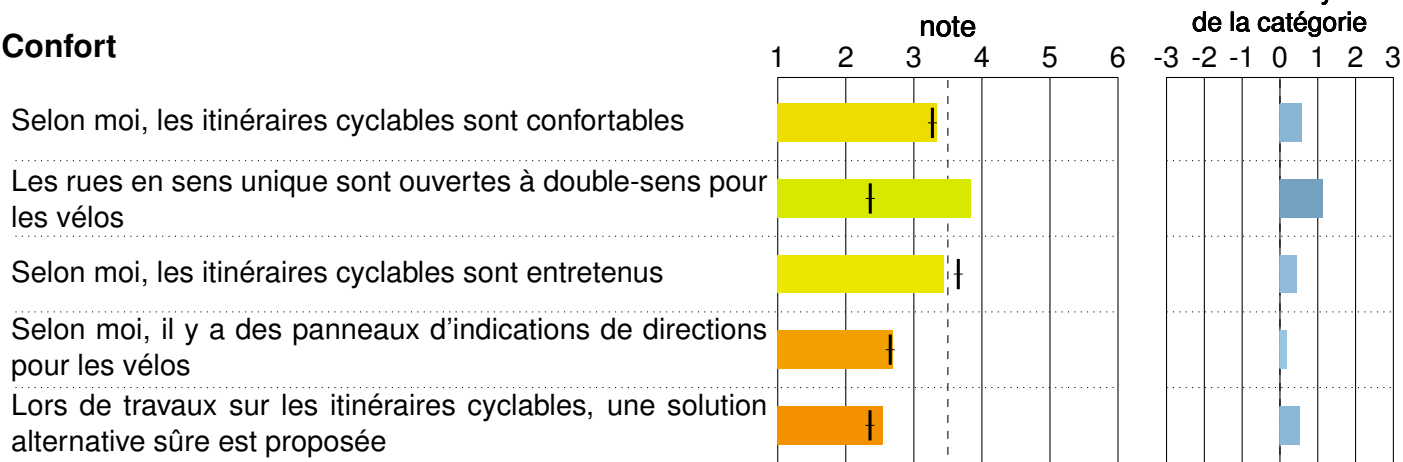 note
de la catégorie
Confort
1 2 3 4 5 6 -3 -2 -1 0 1 2 3
Selon moi, les itinéraires cyclables sont confortables
Les rues en sens unique sont ouvertes à double-sens pour
les vélos
Selon moi, les itinéraires cyclables sont entretenus
Selon moi, il y a des panneaux d'indications de directions
pour les vélos
Lors de travaux sur les itinéraires cyclables, une solution
alternative sûre est proposée